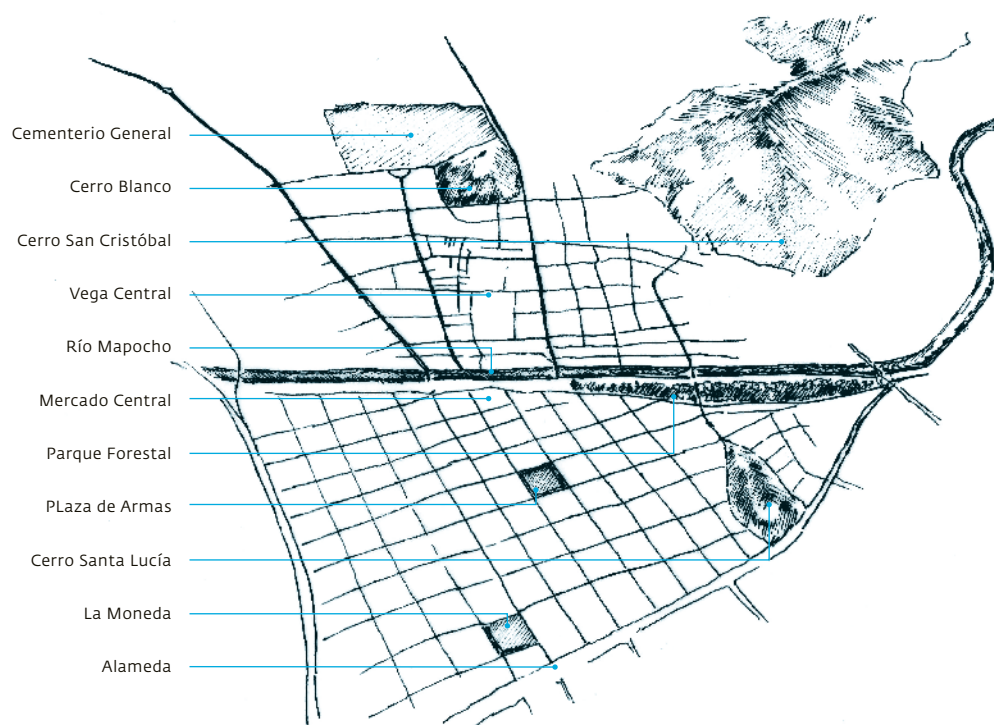 Cementerio General
Cerro Blanco
Cerro San Cristóbal
Vega Central
Río Mapocho
Mercado Central
Parque Forestal
PLaza de Armas
Cerro Santa Lucía
La Moneda
Alameda